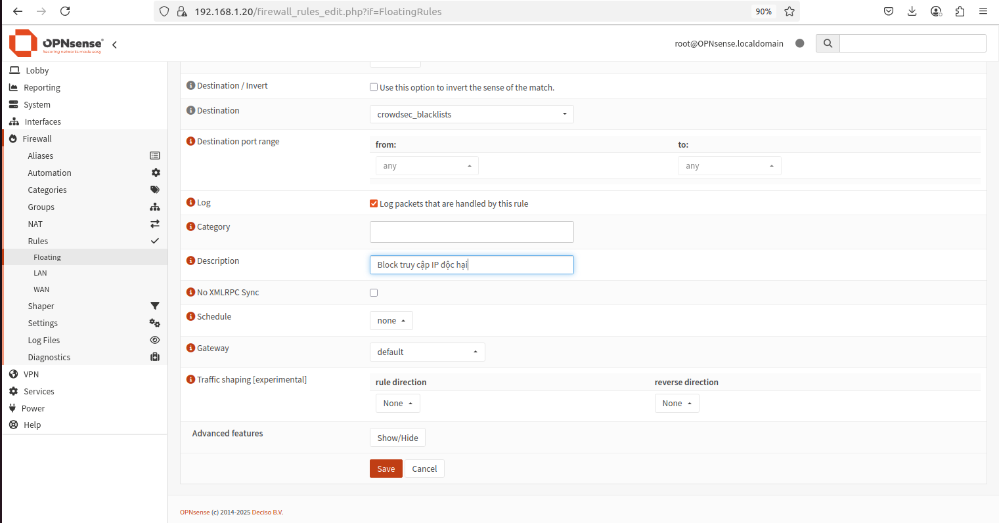 192.168.1.20/firewall_rules_edit.php?if=FloatingRules
90%
OPNsense
Securing networks made easy
root@OPNsense.localdomain
Lobby
Reporting
System
Interfaces
Firewall
Aliases
Automation
Categories
Groups
NAT
Rules
Floating
LAN
WAN
Shaper
Settings
Log Files
Diagnostics
VPN
Services
Power
Help
Destination / Invert
Use this option to invert the sense of the match.
Destination
crowdsec_blacklists
Destination port range
from: to:
any any
Log
Log packets that are handled by this rule
Category
Description
Block truy cập IP độc hại
No XMLRPC Sync
Schedule
none
Gateway
default
Traffic shaping [experimental]
rule direction reverse direction
None None
Advanced features
Show/Hide
Save Cancel
OPNsense (c) 2014-2025 Deciso B.V.